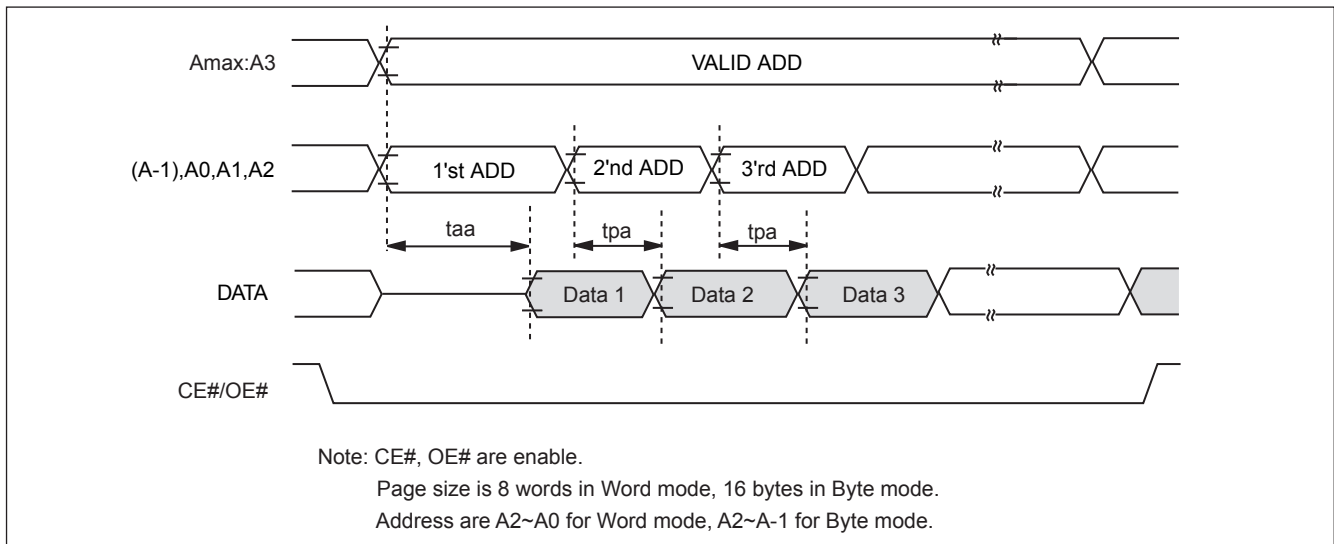 Amax:A3
VALID ADD
(A-1),A0,A1,A2
1'st ADD
2'nd ADD
3'rd ADD
taa
tpa
tpa
DATA
Data 1
Data 2
Data 3
CE#/OE#
Note: CE#, OE# are enable.
Page size is 8 words in Word mode, 16 bytes in Byte mode.
Address are A2~A0 for Word mode, A2~A-1 for Byte mode.